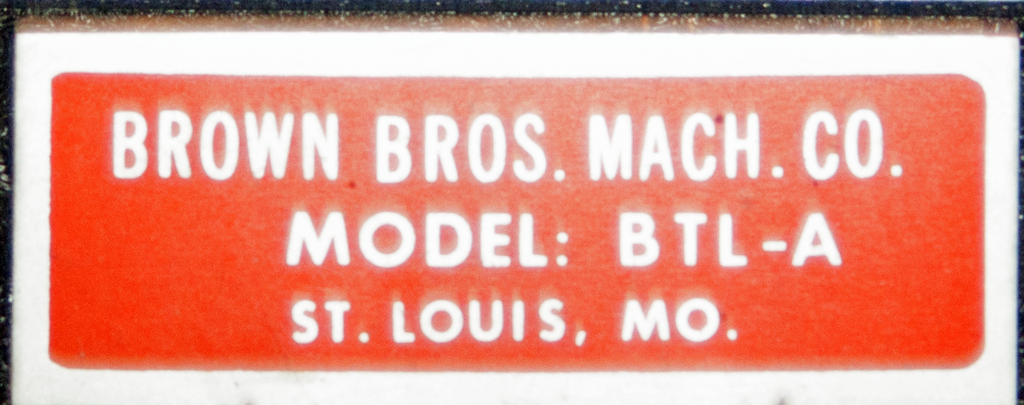 BROWN BROS. MACH. CO.
MODEL: BTL-A
ST. LOUIS, MO.